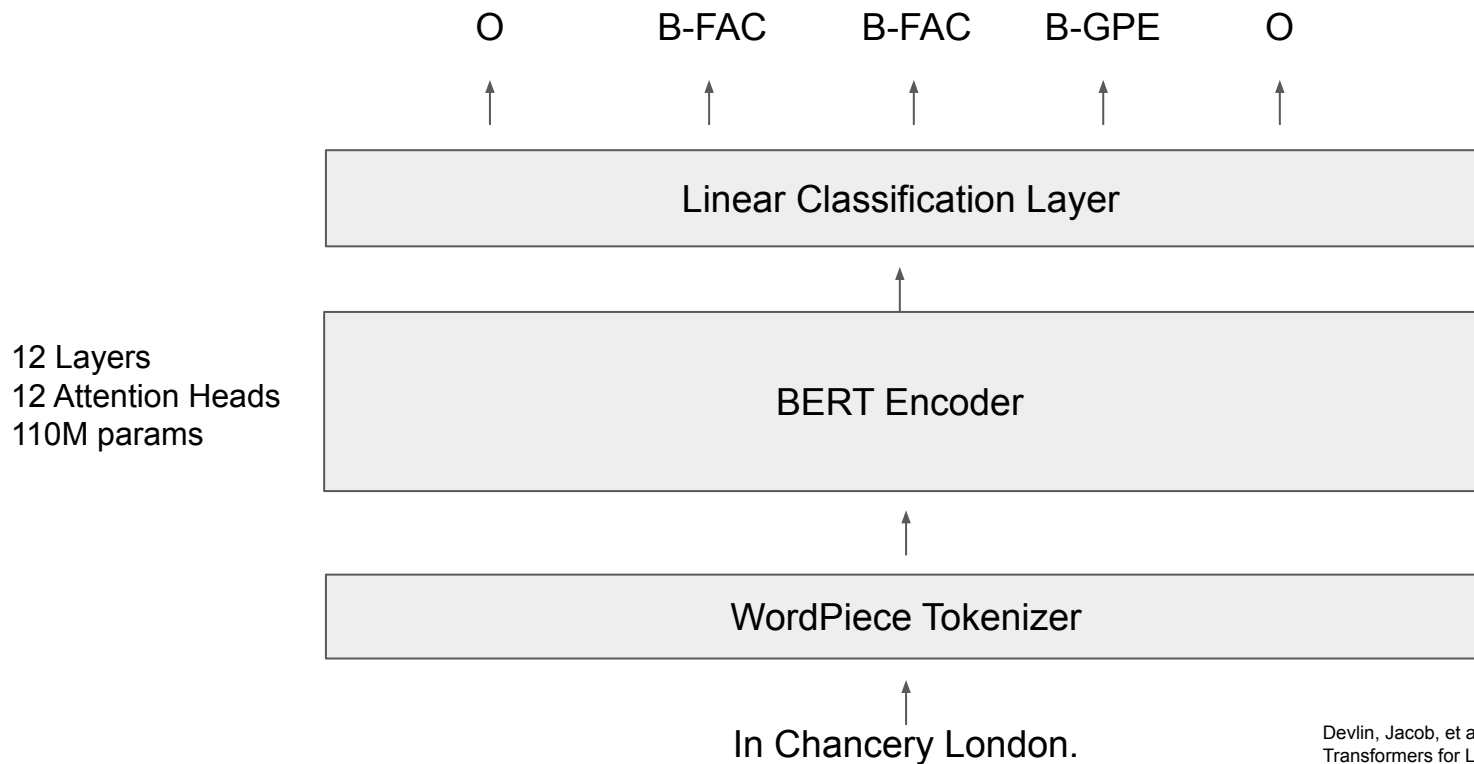 O B-FAC B-FAC B-GPE O
Linear Classification Layer
12 Layers
12 Attention Heads
110M params
BERT Encoder
WordPiece Tokenizer
In Chancery London.
Devlin, Jacob, et a
Transformers for L